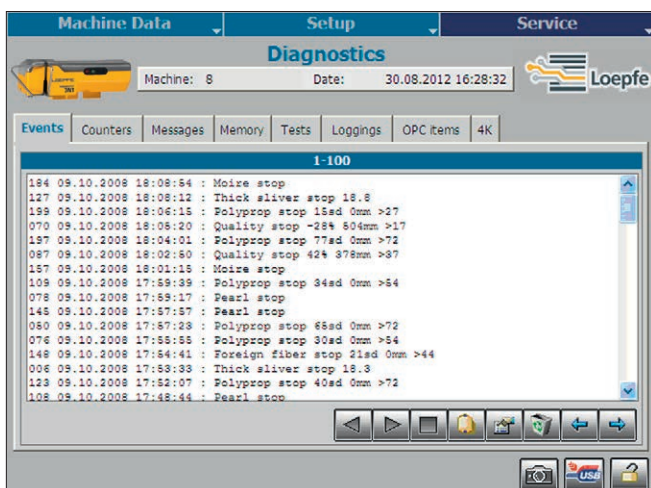 Machine Data
Setup
Service
Diagnostics
LOEPFE
Machine: 8
Date: 30.08.2012 16:28:32
Loepfe
Events
Counters
Messages
Memory
Tests
Loggings
OPC items
4K
1-100
184 09.10.2008 18:08:54 : Moire stop
127 09.10.2008 18:08:12 : Thick sliver stop 18.8
199 09.10.2008 18:06:15 : Polyprop stop 15sd 0mm >27
070 09.10.2008 18:05:20 : Quality stop -28% 504mm >17
197 09.10.2008 18:04:01 : Polyprop stop 77sd 0mm >72
087 09.10.2008 18:02:50 : Quality stop 42% 378mm >37
157 09.10.2008 18:01:15 : Moire stop
109 09.10.2008 17:59:39 : Polyprop stop 34sd 0mm >54
078 09.10.2008 17:59:17 : Pearl stop
145 09.10.2008 17:57:57 : Pearl stop
050 09.10.2008 17:57:23 : Polyprop stop 65sd 0mm >72
076 09.10.2008 17:55:55 : Polyprop stop 30sd 0mm >54
148 09.10.2008 17:54:41 : Foreign fiber stop 21sd 0mm >44
006 09.10.2008 17:53:33 : Thick sliver stop 18.3
123 09.10.2008 17:52:07 : Polyprop stop 40sd 0mm >72
108 09.10.2008 17:48:44 : Pearl stop
USB